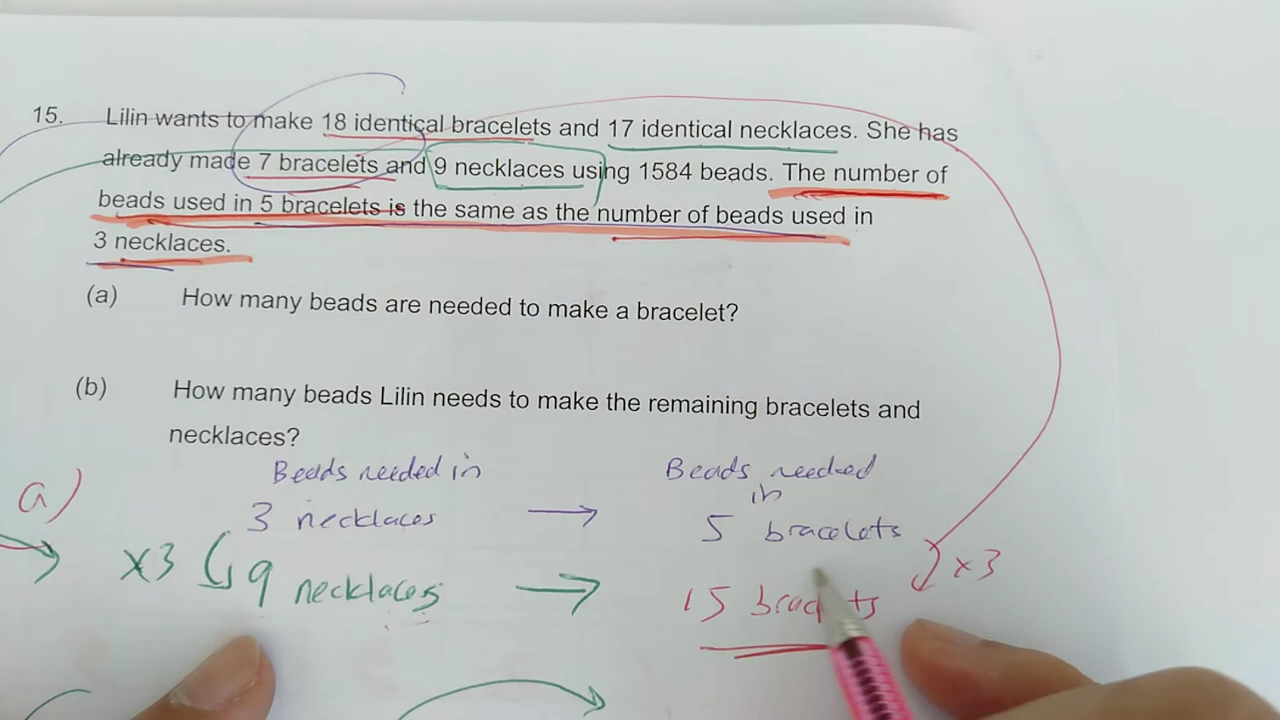 15. Lilin wants to make 18 identical bracelets and 17 identical necklaces. She has
already made 7 bracelets and 9 necklaces using 1584 beads. The number of
beads used in 5 bracelets is the same as the number of beads used in
3 necklaces.
(a) How many beads are needed to make a bracelet?
(b) How many beads Lilin needs to make the remaining bracelets and
necklaces?
a) Beads needed in Beads needed
in
3 necklaces → 5 bracelets
x3 9 necklaces → 15 x3